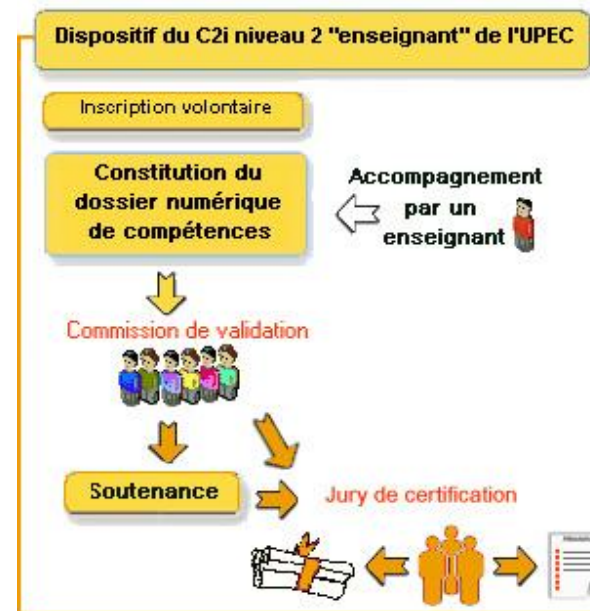 Dispositif du C2i niveau 2 "enseignant" de l'UPEC
Inscription volontaire
Constitution du
dossier numérique
de compétences
Accompagnement
par un
enseignant
Commission de validation
Soutenance
Jury de certification